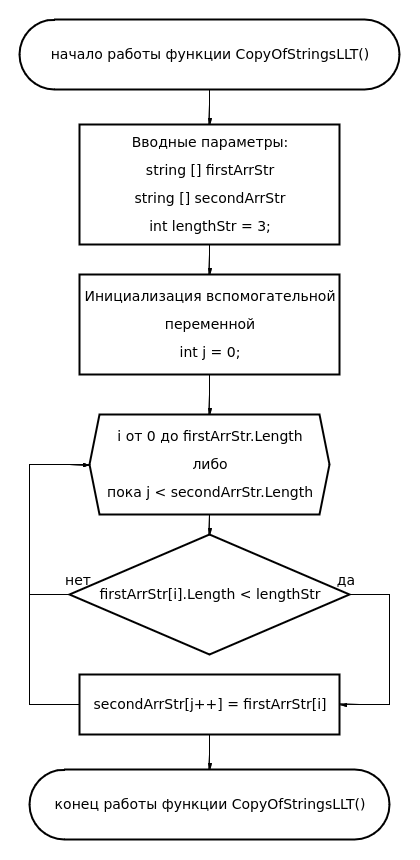 начало работы функции CopyOfStringsLLT()
Вводные параметры:
string [] firstArrStr
string [] secondArrStr
int lengthStr = 3;
Инициализация вспомогательной
переменной
int j = 0;
i от 0 до firstArrStr.Length
либо
пока j < secondArrStr.Length
нет
да
firstArrStr[i].Length < lengthStr
secondArrStr[j++] = firstArrStr[i]
конец работы функции CopyOfStringsLLT()